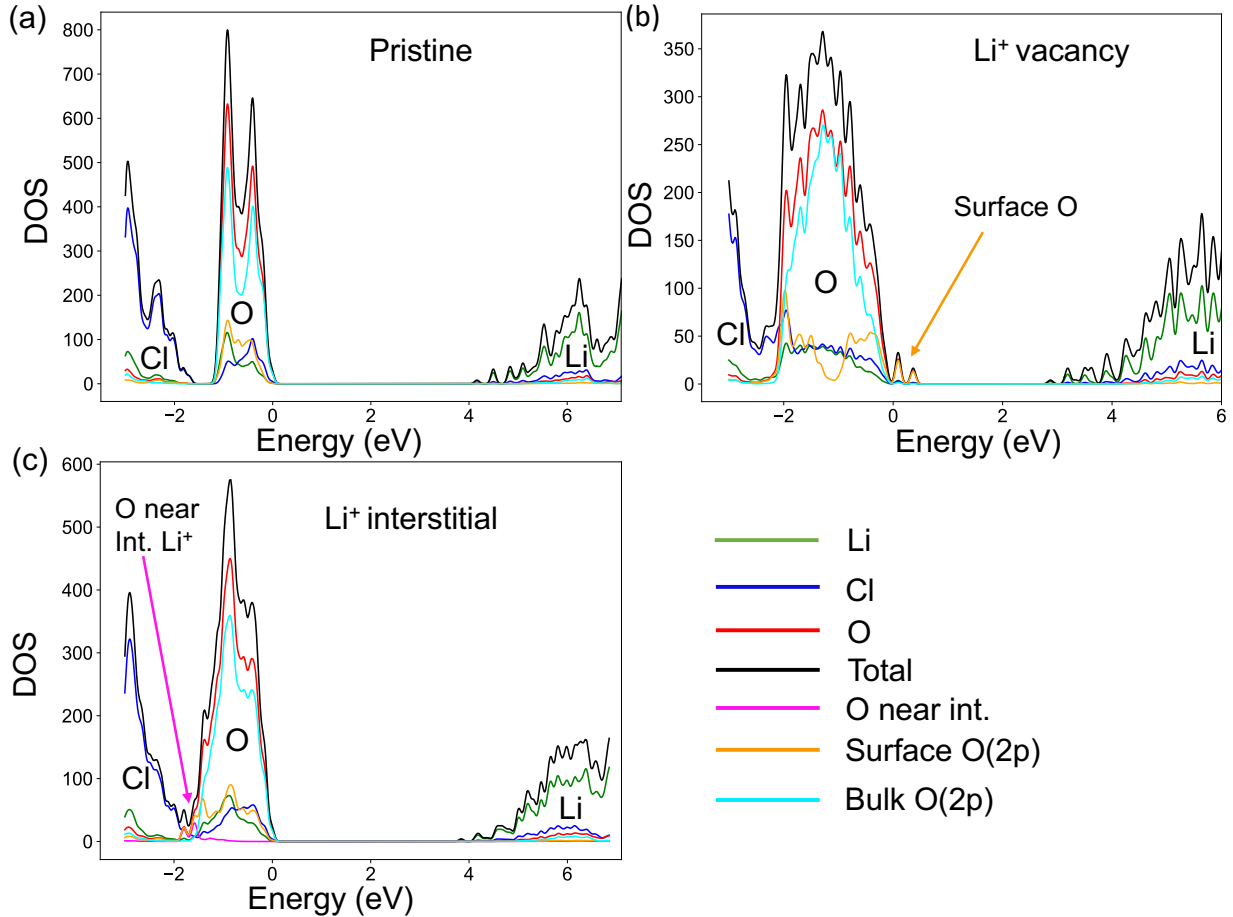 (a)
Pristine
DOS
800
700
600
500
400
300
200
100
0
Cl
O
Li
−2
0
2
4
6
Energy (eV)
(b)
Li⁺ vacancy
DOS
350
300
250
200
150
100
50
0
Surface O
O
Cl
Li
−2
0
2
4
6
Energy (eV)
(c)
Li⁺ interstitial
DOS
600
500
400
300
200
100
0
O near
Int. Li⁺
O
Cl
Li
−2
0
2
4
6
Energy (eV)
Li
Cl
O
Total
O near int.
Surface O(2p)
Bulk O(2p)